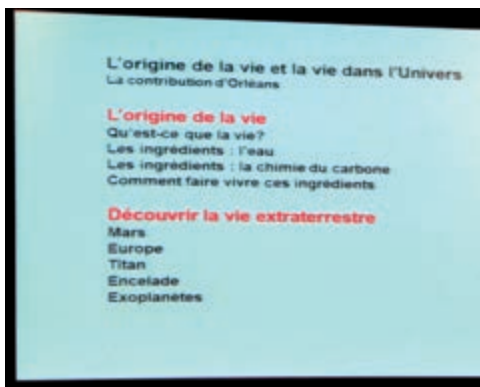 L'origine de la vie et la vie dans l'Univers
La contribution d'Orléans
L'origine de la vie
Qu'est-ce que la vie?
Les ingrédients : l'eau
Les ingrédients : la chimie du carbone
Comment faire vivre ces ingrédients
Découvrir la vie extraterrestre
Mars
Europe
Titan
Encelade
Exoplanètes